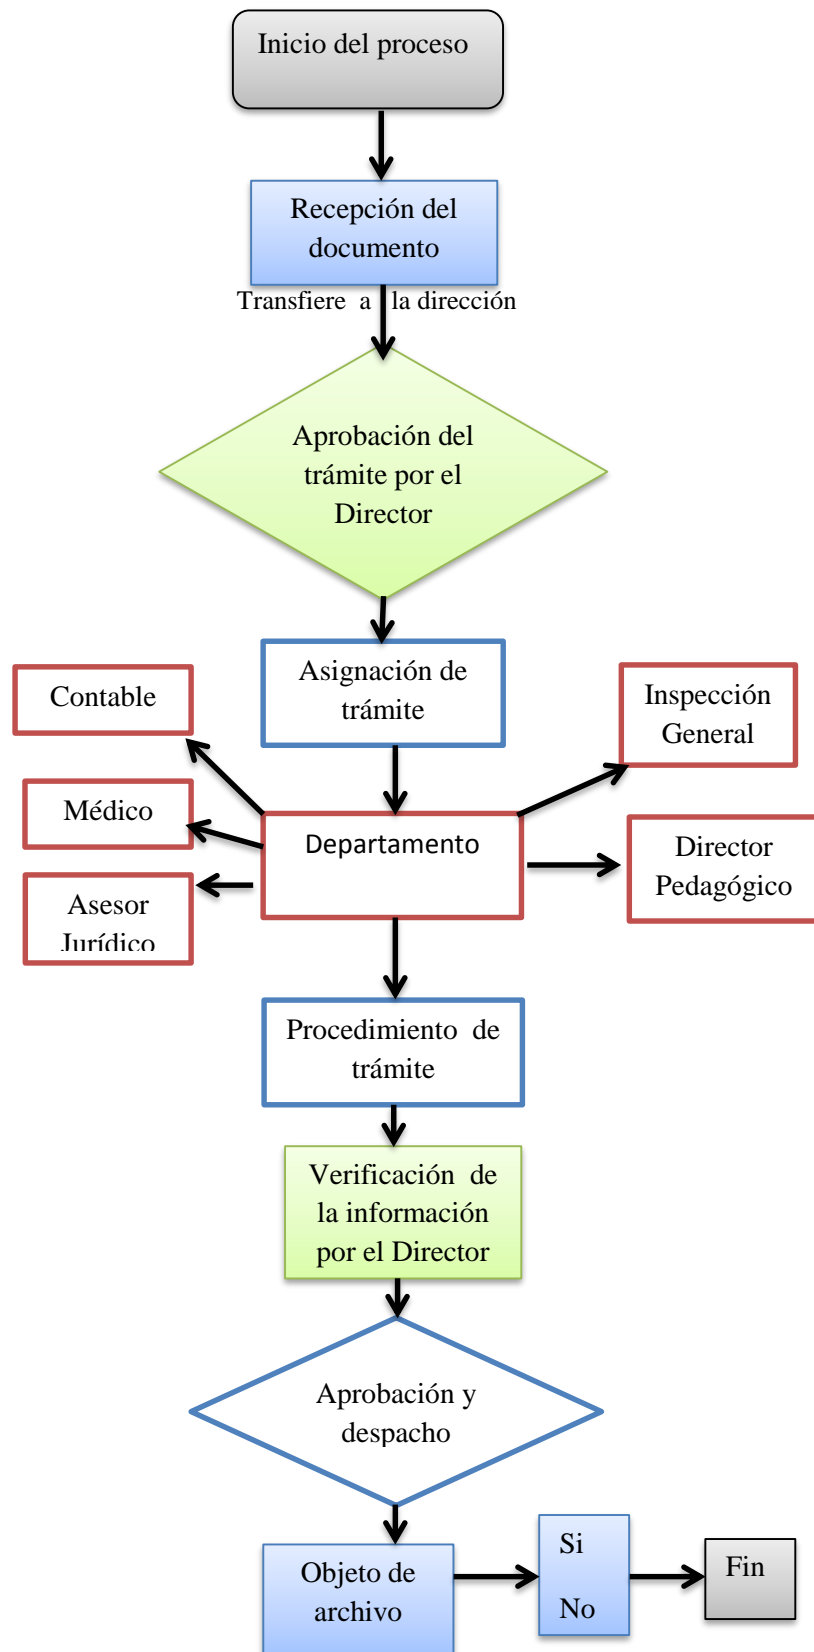 Inicio del proceso
Recepción del
documento
Transfiere a la dirección
Aprobación del
trámite por el
Director
Asignación de
trámite
Contable
Inspección
General
Médico
Departamento
Director
Pedagógico
Asesor
Jurídico
Procedimiento de
trámite
Verificación de
la información
por el Director
Aprobación y
despacho
Objeto de
archivo
Si
No
Fin